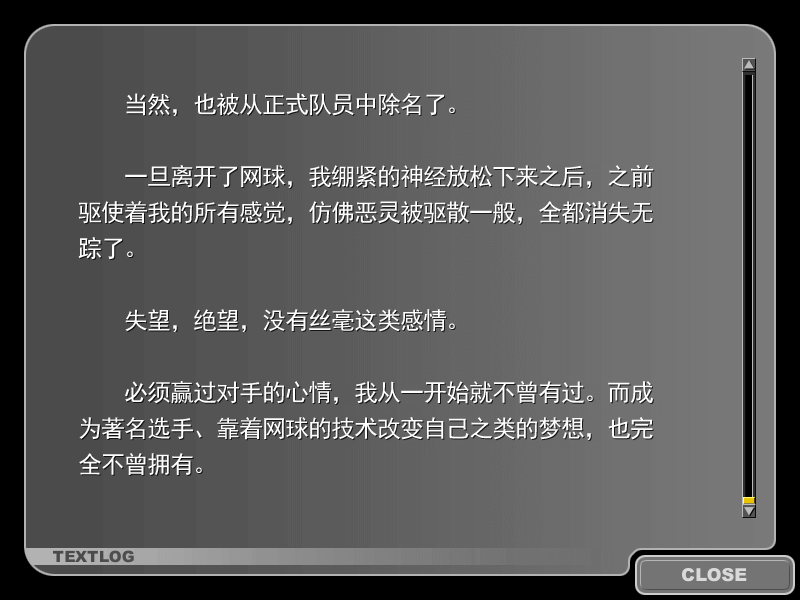 当然，也被从正式队员中除名了。
一旦离开了网球，我绷紧的神经放松下来之后，之前
驱使着我的所有感觉，仿佛恶灵被驱散一般，全都消失无
踪了。
失望，绝望，没有丝毫这类感情。
必须赢过对手的心情，我从一开始就不曾有过。而成
为著名选手、靠着网球的技术改变自己之类的梦想，也完
全不曾拥有。
TEXTLOG
CLOSE